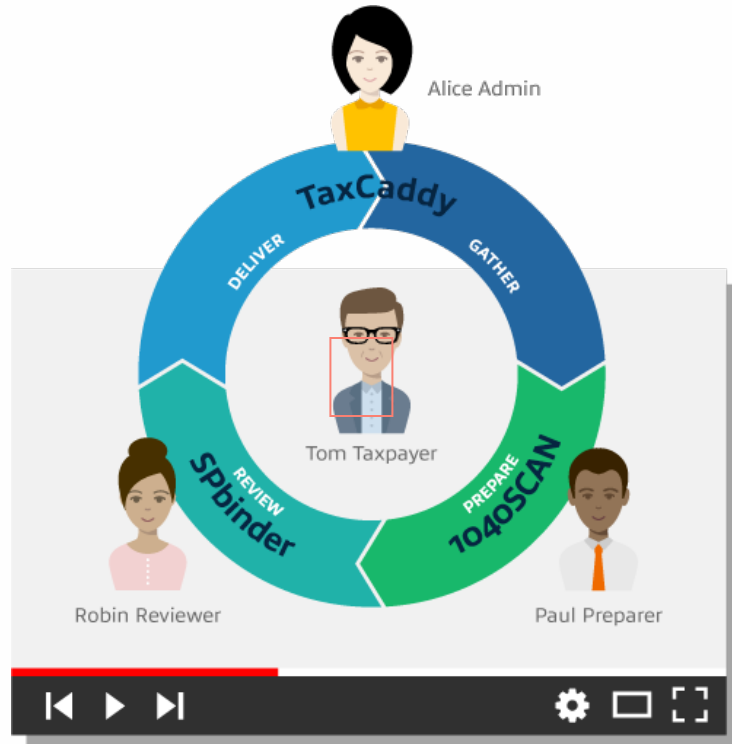 Alice Admin
TaxCaddy
DELIVER
GATHER
Tom Taxpayer
REVIEW
SPbinder
PREPARE
1040SCAN
Robin Reviewer
Paul Preparer